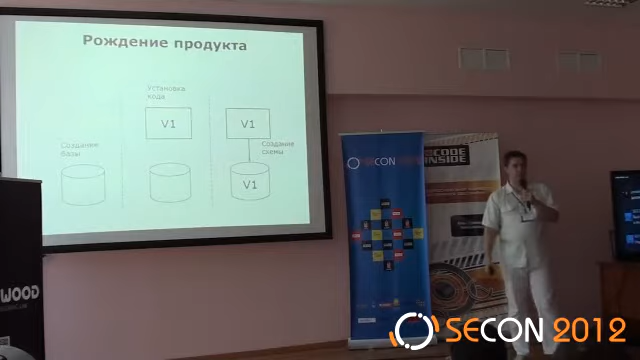 Рождение продукта
Установка
кода
V1
V1
Создание
базы
Создание
схемы
V1
SECON
CODE
INSIDE
WOOD
SECON 2012